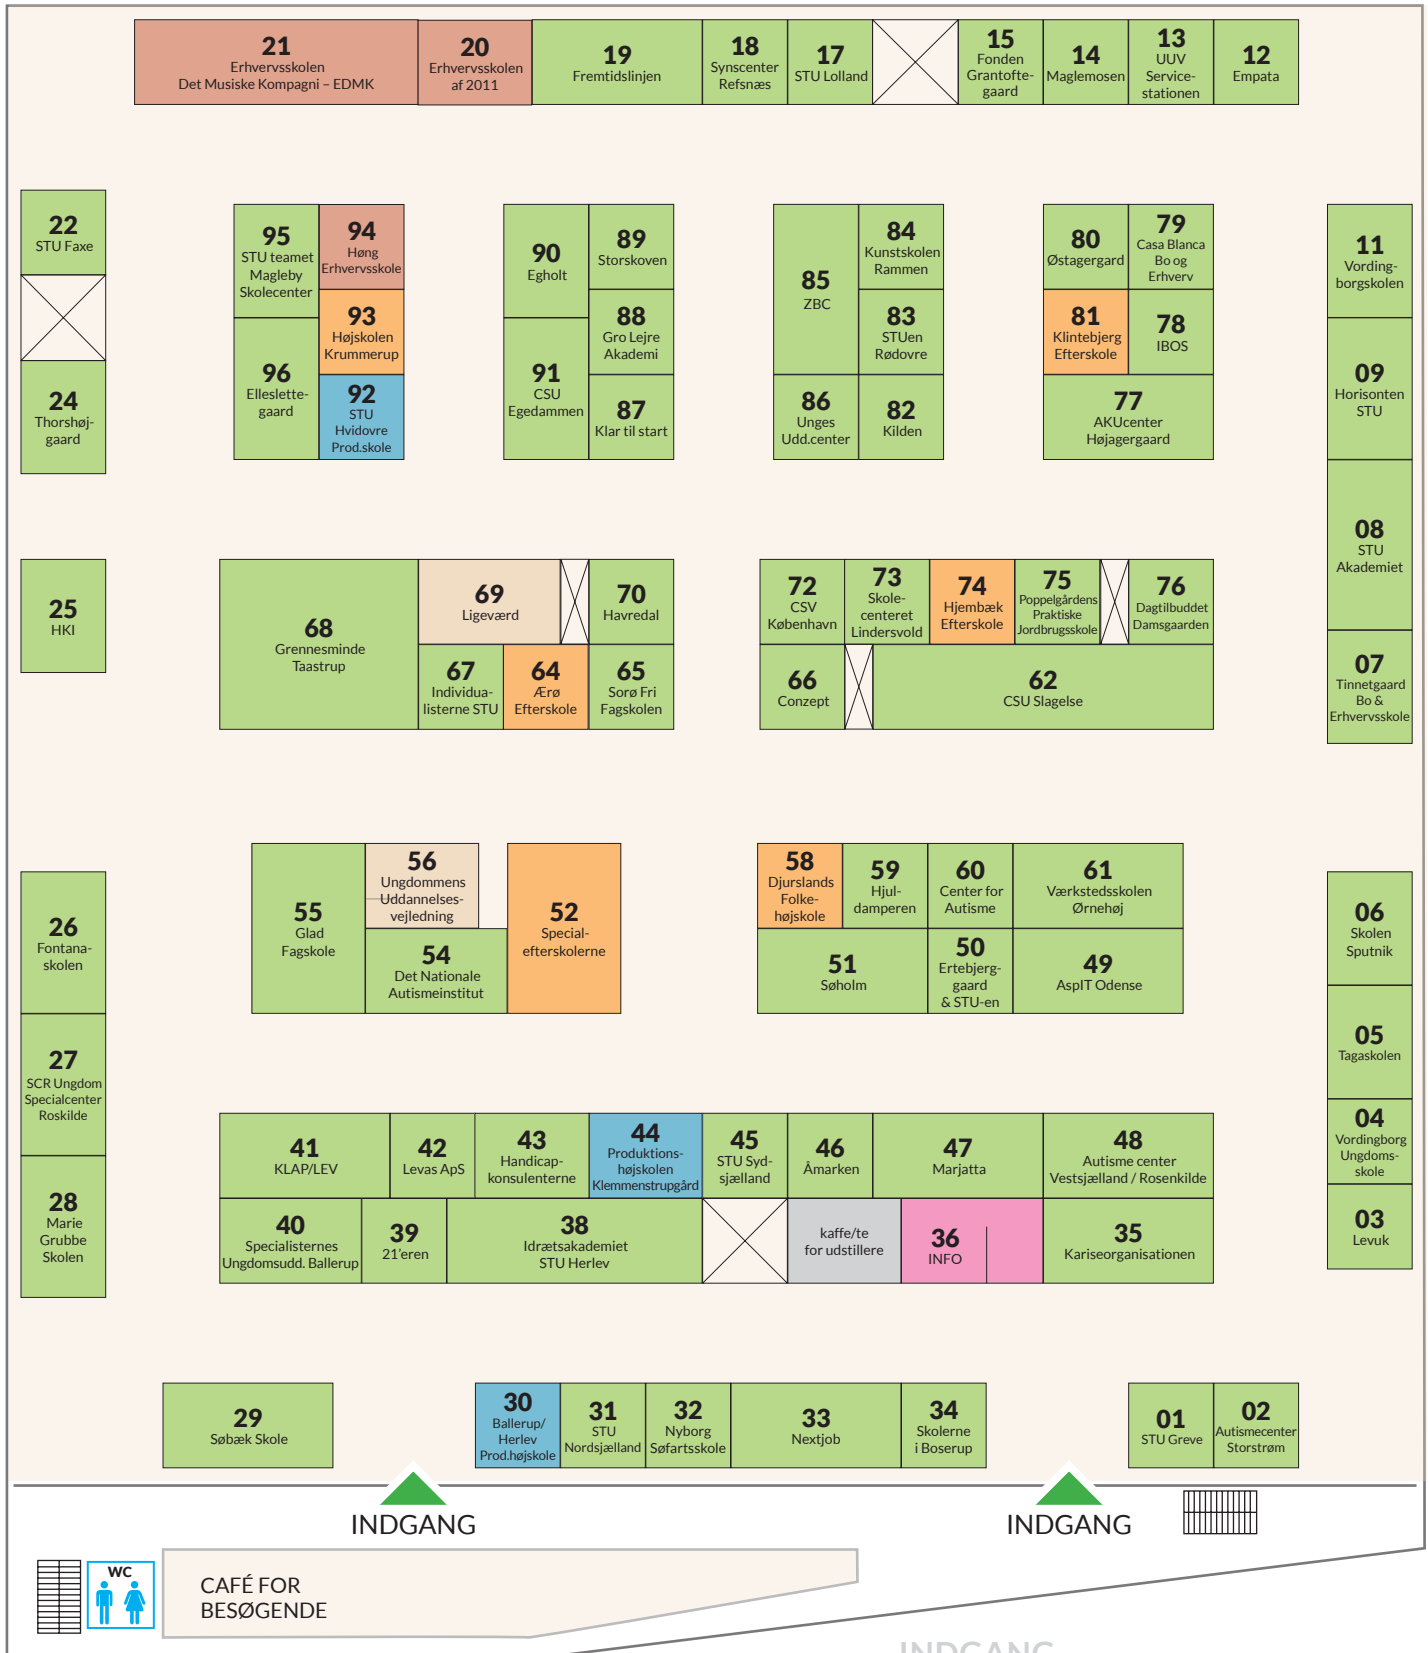 21
Erhvervsskolen
Det Musiske Kompagni – EDMK
20
Erhvervsskolen
af 2011
19
Fremtidslinjen
18
Synscenter
Refsnæs
17
STU Lolland
15
Fonden
Grantofte-
gaard
14
Maglemosen
13
UUV
Service-
stationen
12
Empata
22
STU Faxe
24
Thorshøj-
gaard
95
STU teamet
Magleby
Skolecenter
94
Høng
Erhvervsskole
93
Højskolen
Krummerup
96
Elleslette-
gaard
92
STU
Hvidovre
Prod.skole
90
Egholt
89
Storskoven
88
Gro Lejre
Akademi
91
CSU
Egedammen
87
Klar til start
85
ZBC
84
Kunstskolen
Rammen
83
STUen
Rødovre
86
Unges
Udd.center
82
Kilden
80
Østagergard
79
Casa Blanca
Bo og
Erhverv
81
Klintebjerg
Efterskole
78
IBOS
77
AKUcenter
Højagergaard
11
Vording-
borgskolen
09
Horisonten
STU
08
STU
Akademiet
07
Tinnetgaard
Bo &
Erhvervsskole
25
HKI
68
Grennesminde
Taastrup
69
Ligeværd
70
Havredal
67
Individua-
listerne STU
64
Ærø
Efterskole
65
Sorø Fri
Fagskolen
72
CSV
København
73
Skole-
centeret
Lindersvold
74
Hjembæk
Efterskole
75
Poppelgårdens
Praktiske
Jordbrugsskole
76
Dagtilbuddet
Damsgaarden
66
Conzept
62
CSU Slagelse
26
Fontana-
skolen
27
SCR Ungdom
Specialcenter
Roskilde
28
Marie
Grubbe
Skolen
55
Glad
Fagskole
56
Ungdommens
Uddannelses-
vejledning
54
Det Nationale
Autismeinstitut
52
Special-
efterskolerne
58
Djurslands
Folke-
højskole
59
Hjul-
damperen
60
Center for
Autisme
61
Værkstedsskolen
Ørnehøj
51
Søholm
50
Ertebjerg-
gaard
& STU-en
49
AspIT Odense
06
Skolen
Sputnik
05
Tagaskolen
04
Vordingborg
Ungdoms-
skole
03
Levuk
41
KLAP/LEV
42
Levas ApS
43
Handicap-
konsulenterne
44
Produktions-
højskolen
Klemmenstrupgård
45
STU Syd-
sjælland
46
Åmarken
47
Marjatta
48
Autisme center
Vestsjælland / Rosenkilde
40
Specialisternes
Ungdomsudd. Ballerup
39
21’eren
38
Idrætsakademiet
STU Herlev
kaffe/te
for udstillere
36
INFO
35
Kariseorganisationen
29
Søbæk Skole
30
Ballerup/
Herlev
Prod.højskole
31
STU
Nordsjælland
32
Nyborg
Søfartsskole
33
Nextjob
34
Skolerne
i Boserup
01
STU Greve
02
Autismecenter
Storstrøm
INDGANG
INDGANG
WC
CAFÉ FOR
BESØGENDE
INDGANG